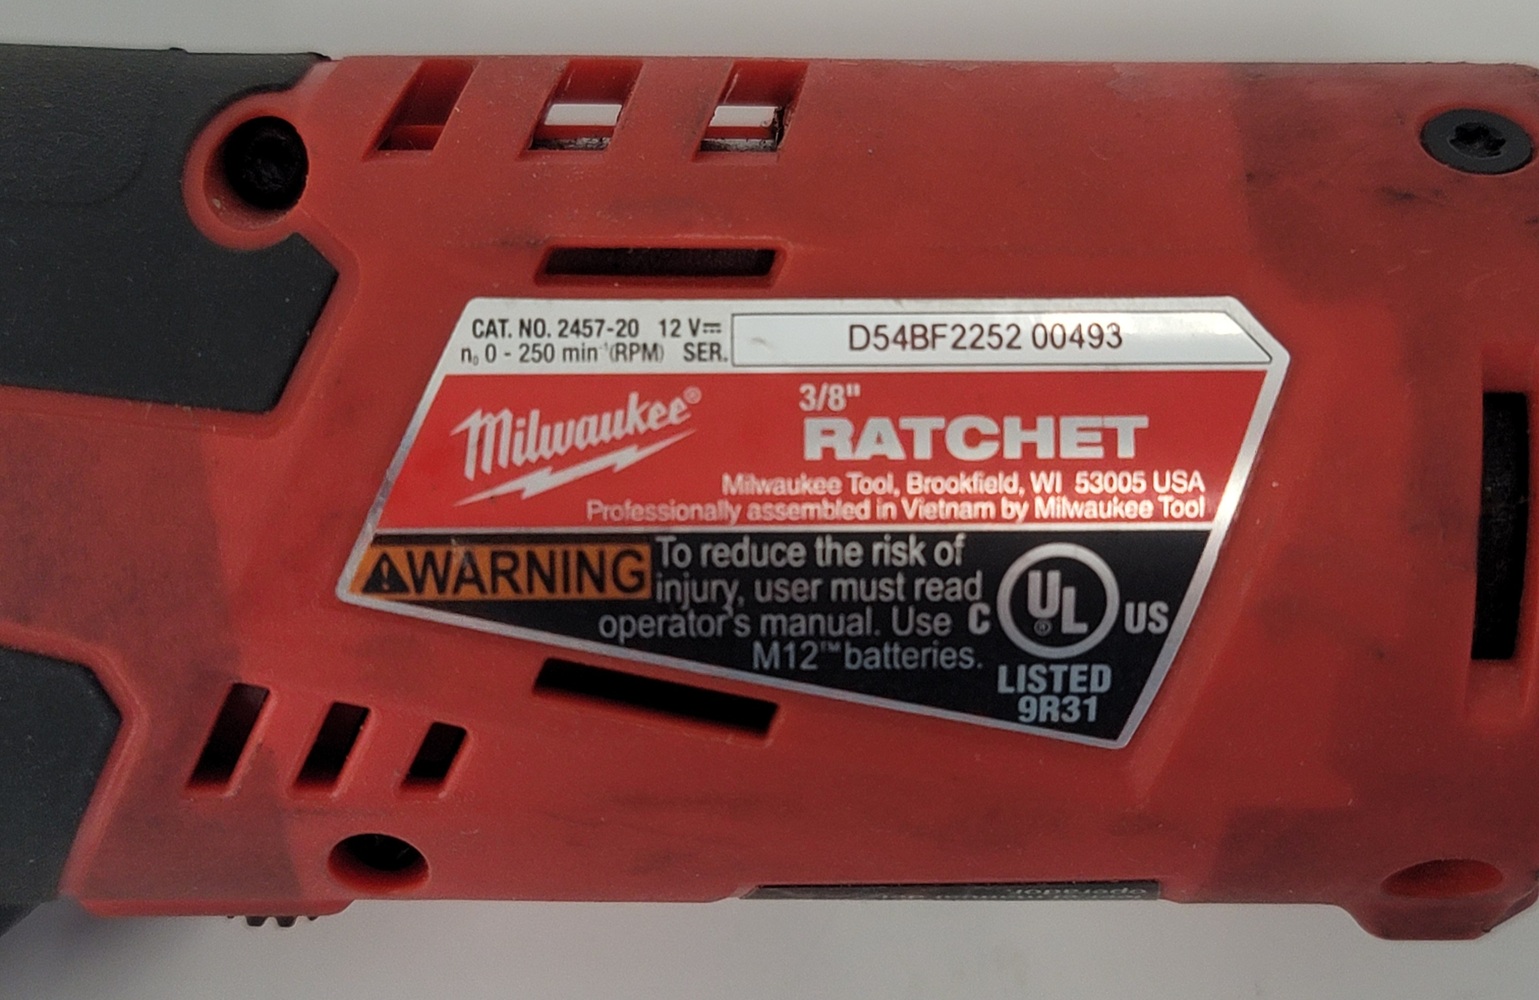 CAT. NO. 2457-20 12 V⎓
n₀ 0 - 250 min⁻¹ (RPM) SER.
D54BF2252 00493
Milwaukee®
3/8"
RATCHET
Milwaukee Tool, Brookfield, WI 53005 USA
Professionally assembled in Vietnam by Milwaukee Tool
⚠WARNING
To reduce the risk of
injury, user must read
operator's manual. Use
M12™ batteries.
C UL® US
LISTED
9R31
operador.